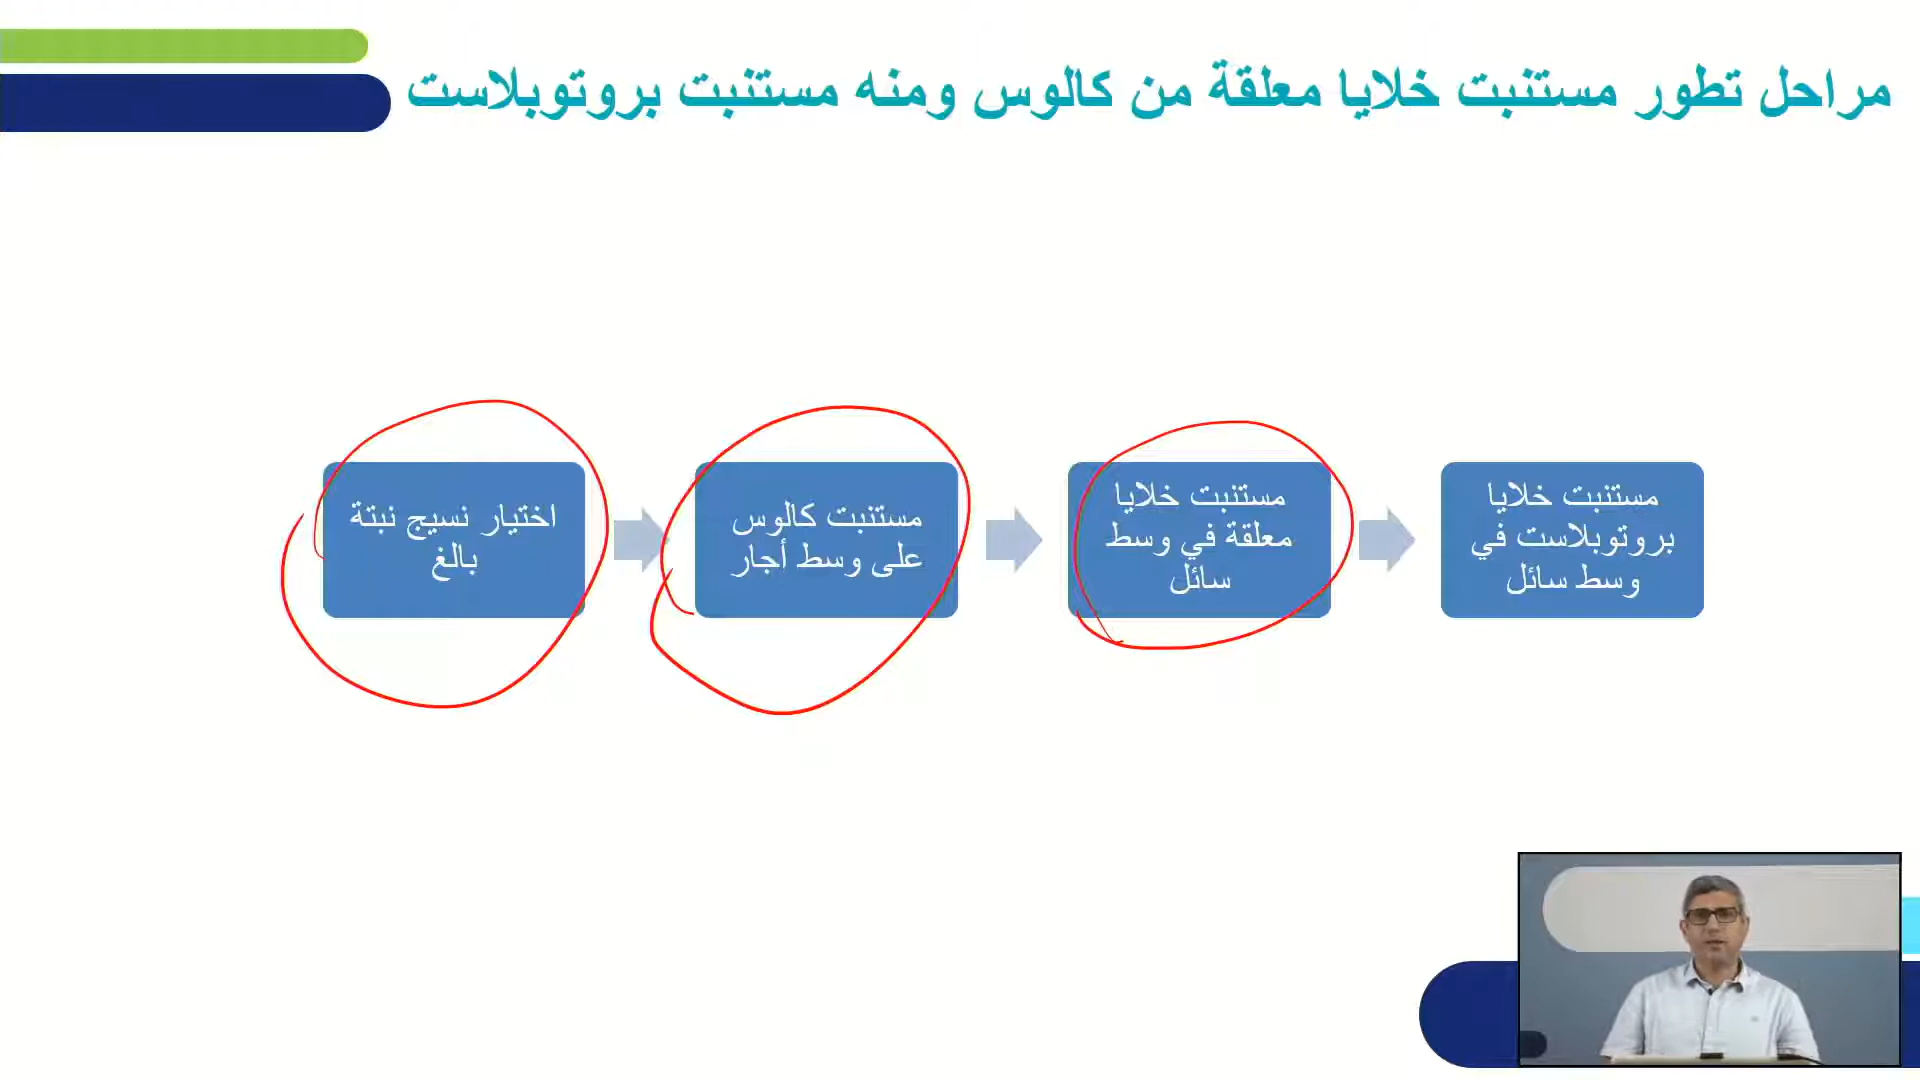 مراحل تطور مستنبت خلايا معلقة من كالوس ومنه مستنبت بروتوبلاست
اختيار نسيج نبتة
بالغ
مستنبت كالوس
على وسط أجار
مستنبت خلايا
معلقة في وسط
سائل
مستنبت خلايا
بروتوبلاست في
وسط سائل